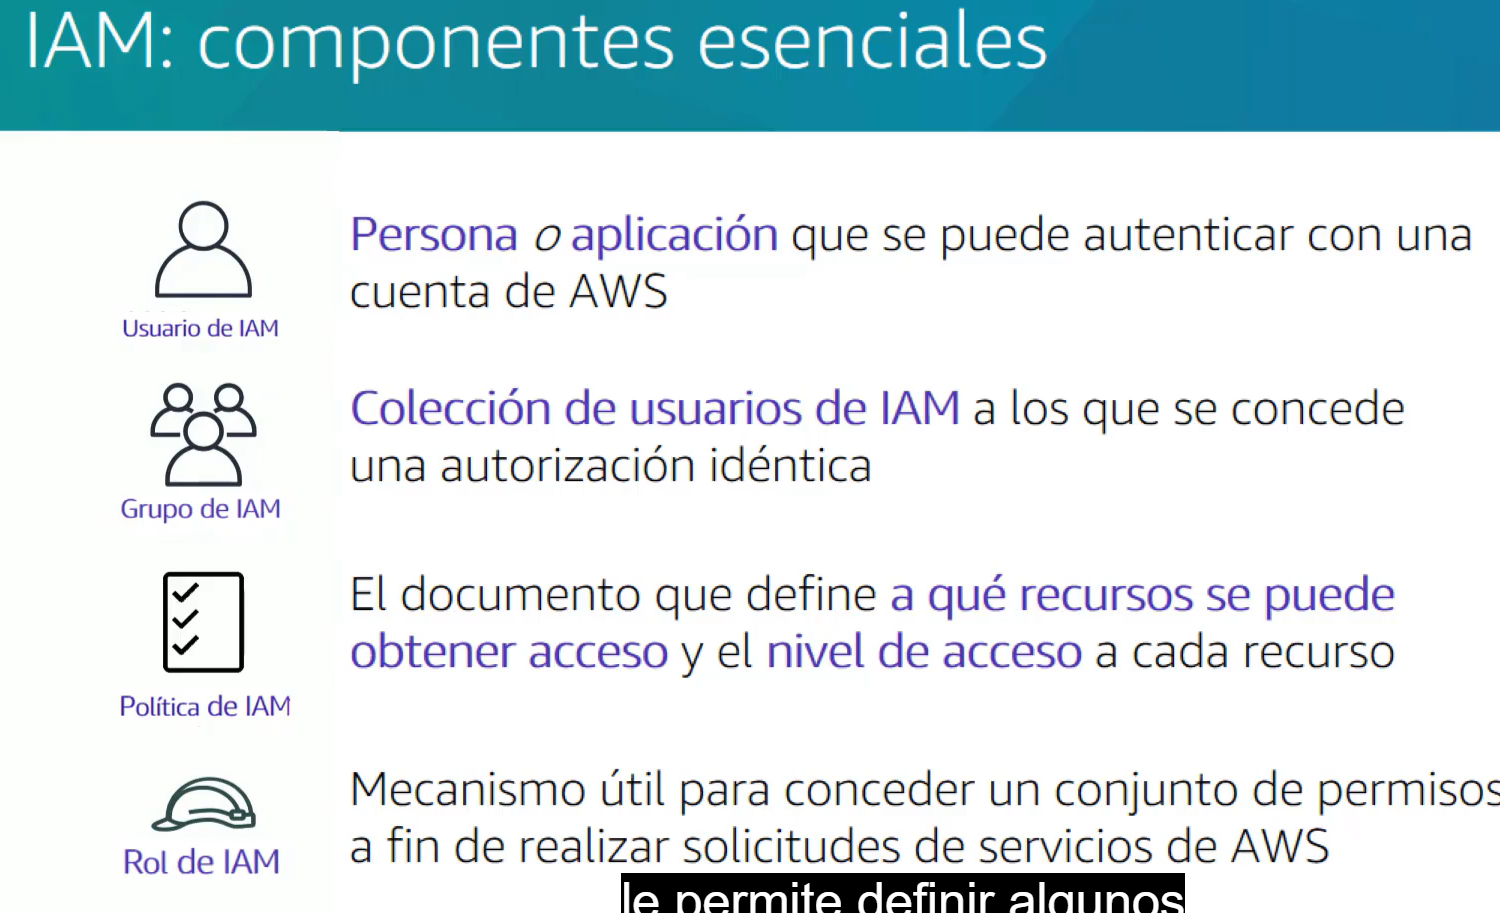 IAM: componentes esenciales
Persona o aplicación que se puede autenticar con una
cuenta de AWS
Usuario de IAM
Colección de usuarios de IAM a los que se concede
una autorización idéntica
Grupo de IAM
El documento que define a qué recursos se puede
obtener acceso y el nivel de acceso a cada recurso
Política de IAM
Mecanismo útil para conceder un conjunto de permisos
a fin de realizar solicitudes de servicios de AWS
Rol de IAM
le permite definir algunos